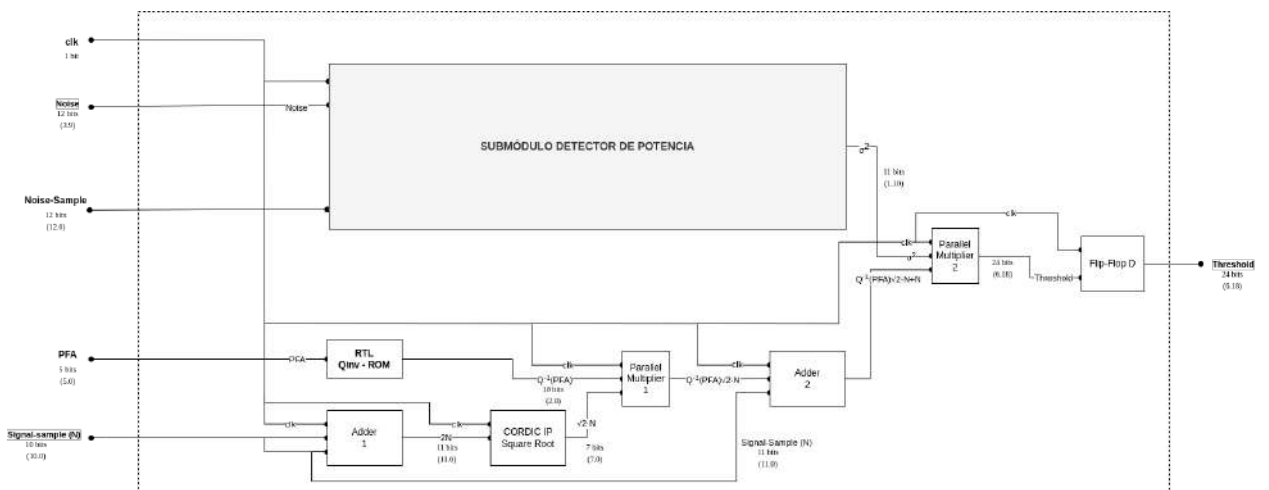 clk
1 bit
Noise
12 bits
(3.9)
Noise
SUBMÓDULO DETECTOR DE POTENCIA
σ²
11 bits
(1.10)
Noise-Sample
12 bits
(12.0)
clk
clk
σ²
Parallel
Multiplier
2
Q⁻¹(PFA)√2·N+N
24 bits
(6.18)
Threshold
Flip-Flop D
Threshold
24 bits
(6.18)
PFA
5 bits
(5.0)
PFA
RTL
Qinv - ROM
clk
Q⁻¹(PFA)
10 bits
(2.0)
Parallel
Multiplier
1
Q⁻¹(PFA)√2·N
clk
Adder
2
Signal-sample (N)
10 bits
(10.0)
clk
Adder
1
2N
11 bits
(11.0)
clk
CORDIC IP
Square Root
√2·N
7 bits
(7.0)
Signal-Sample (N)
11 bits
(11.0)